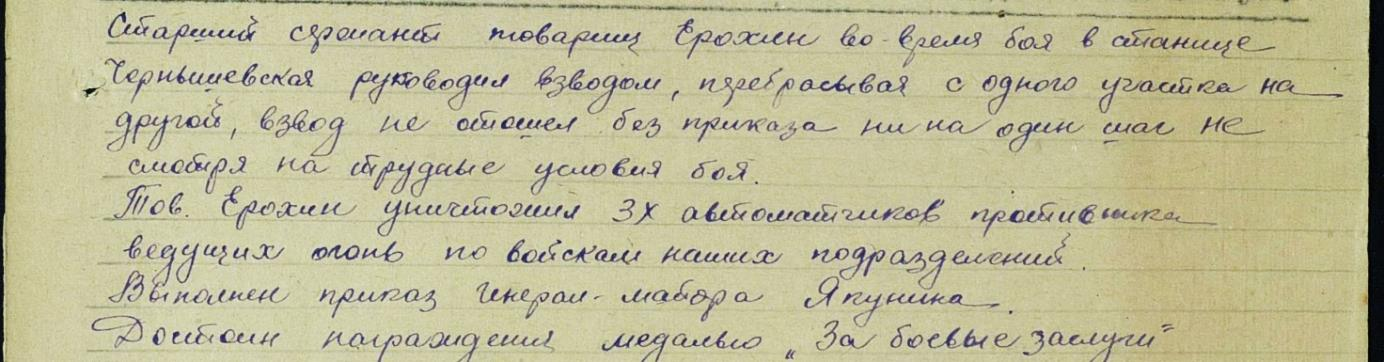 Старший сержант товарищ Ерохин во-время боя в станице
Чернышевская руководил взводом, перебрасывая с одного участка на
другой, взвод не отошел без приказа ни на один шаг не
смотря на трудные условия боя.
Тов. Ерохин уничтожил 3х автоматчиков противника
ведущих огонь по войскам наших подразделений.
Выполнен приказ генерал-майора Якунина.
Достоин награждения медалью „За боевые заслуги"